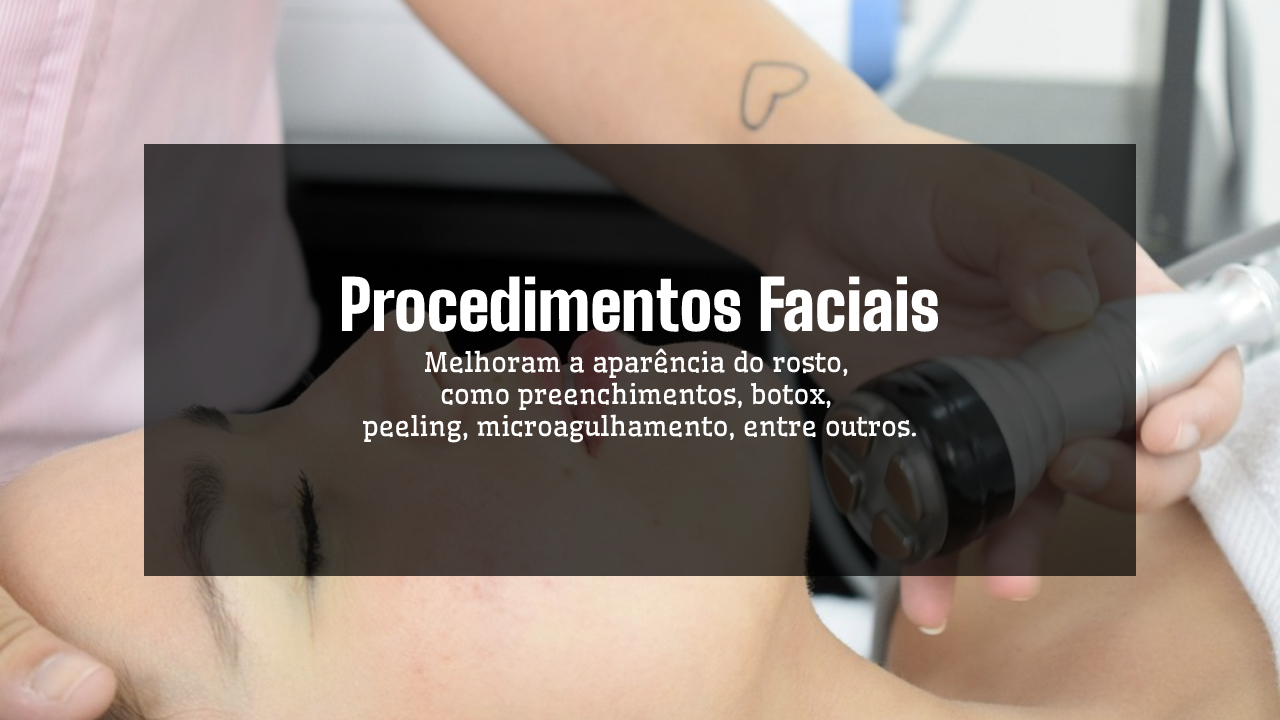 Procedimentos Faciais
Melhoram a aparência do rosto,
como preenchimentos, botox,
peeling, microagulhamento, entre outros.